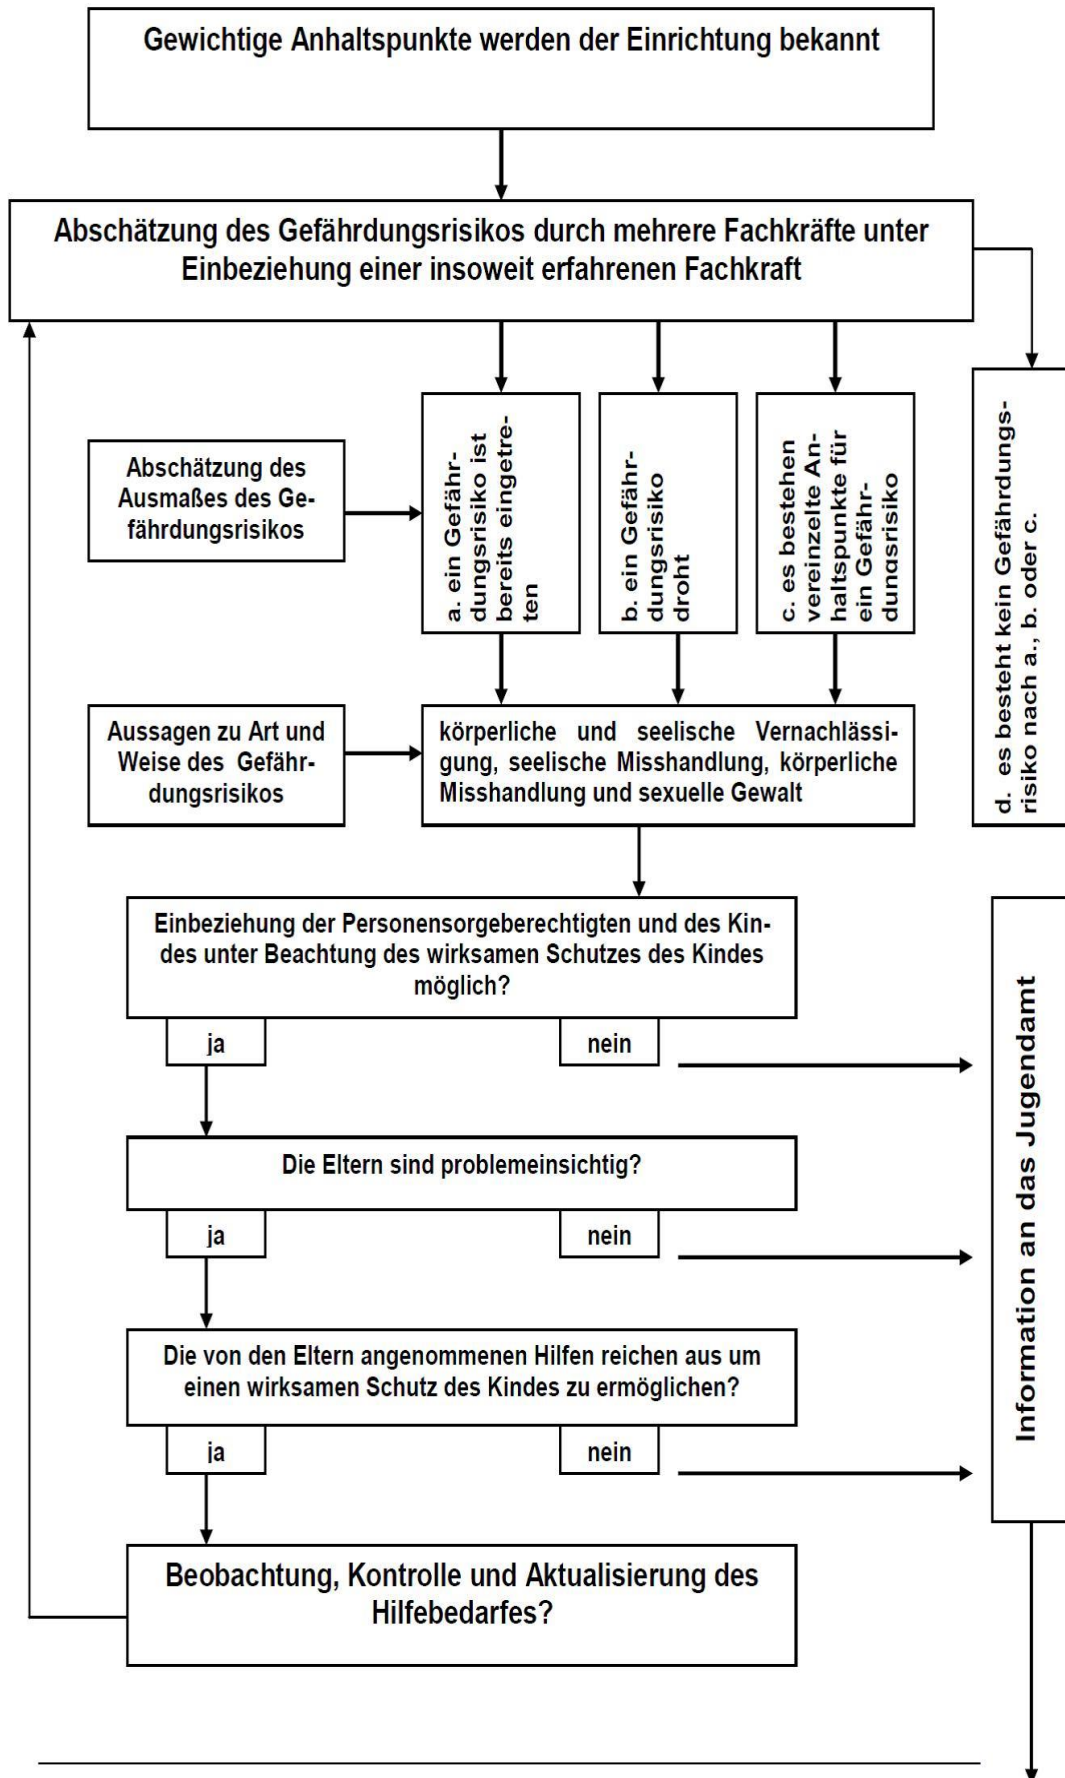 Gewichtige Anhaltspunkte werden der Einrichtung bekannt
Abschätzung des Gefährdungsrisikos durch mehrere Fachkräfte unter
Einbeziehung einer insoweit erfahrenen Fachkraft
Abschätzung des
Ausmaßes des Ge-
fährdungsrisikos
a. ein Gefähr-
dungsrisiko ist
bereits eingetre-
ten
b. ein Gefähr-
dungsrisiko
droht
c. es bestehen
vereinzelte An-
haltspunkte für
ein Gefähr-
dungsrisiko
d. es besteht kein Gefährdungs-
risiko nach a., b. oder c.
Aussagen zu Art und
Weise des Gefähr-
dungsrisikos
körperliche und seelische Vernachlässi-
gung, seelische Misshandlung, körperliche
Misshandlung und sexuelle Gewalt
Einbeziehung der Personensorgeberechtigten und des Kin-
des unter Beachtung des wirksamen Schutzes des Kindes
möglich?
ja
nein
Die Eltern sind problemeinsichtig?
ja
nein
Die von den Eltern angenommenen Hilfen reichen aus um
einen wirksamen Schutz des Kindes zu ermöglichen?
ja
nein
Information an das Jugendamt
Beobachtung, Kontrolle und Aktualisierung des
Hilfebedarfes?